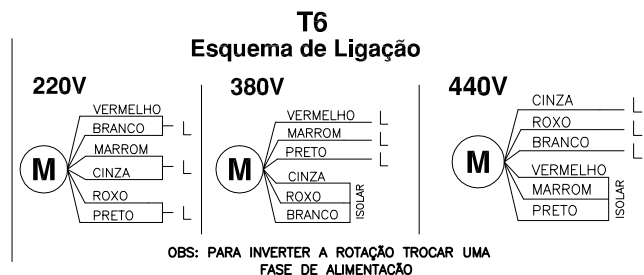 T6
Esquema de Ligação
220V
VERMELHO
BRANCO
L
MARROM
CINZA
L
ROXO
PRETO
L
M
380V
VERMELHO L
MARROM L
PRETO L
CINZA
ROXO
BRANCO
ISOLAR
M
440V
CINZA L
ROXO L
BRANCO L
VERMELHO
MARROM
PRETO
ISOLAR
M
OBS: PARA INVERTER A ROTAÇÃO TROCAR UMA
FASE DE ALIMENTAÇÃO